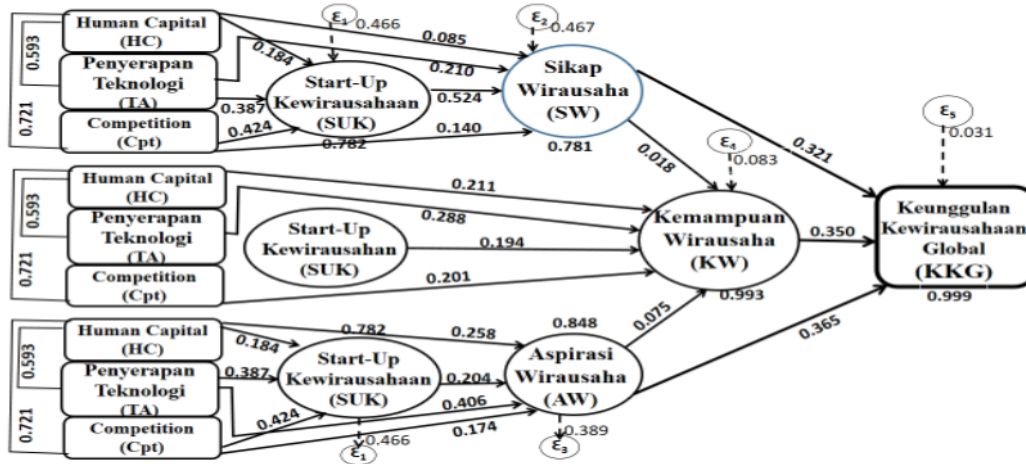 Human Capital
(HC)
Penyerapan
Teknologi
(TA)
Competition
(Cpt)
0.593
0.721
ε1
0.466
0.184
0.387
0.424
Start-Up
Kewirausahaan
(SUK)
0.782
0.085
0.210
0.524
0.140
ε2
0.467
Sikap
Wirausaha
(SW)
0.781
0.018
0.321
ε4
0.083
ε5
0.031
Human Capital
(HC)
Penyerapan
Teknologi
(TA)
Competition
(Cpt)
0.593
0.721
Start-Up
Kewirausahan
(SUK)
0.211
0.288
0.194
0.201
Kemampuan
Wirausaha
(KW)
0.993
0.350
Keunggulan
Kewirausahaan
Global
(KKG)
0.999
Human Capital
(HC)
Penyerapan
Teknologi
(TA)
Competition
(Cpt)
0.593
0.721
0.184
0.387
0.424
0.782
Start-Up
Kewirausahaan
(SUK)
ε1
0.466
0.258
0.204
0.406
0.174
0.848
Aspirasi
Wirausaha
(AW)
ε3
0.389
0.075
0.365